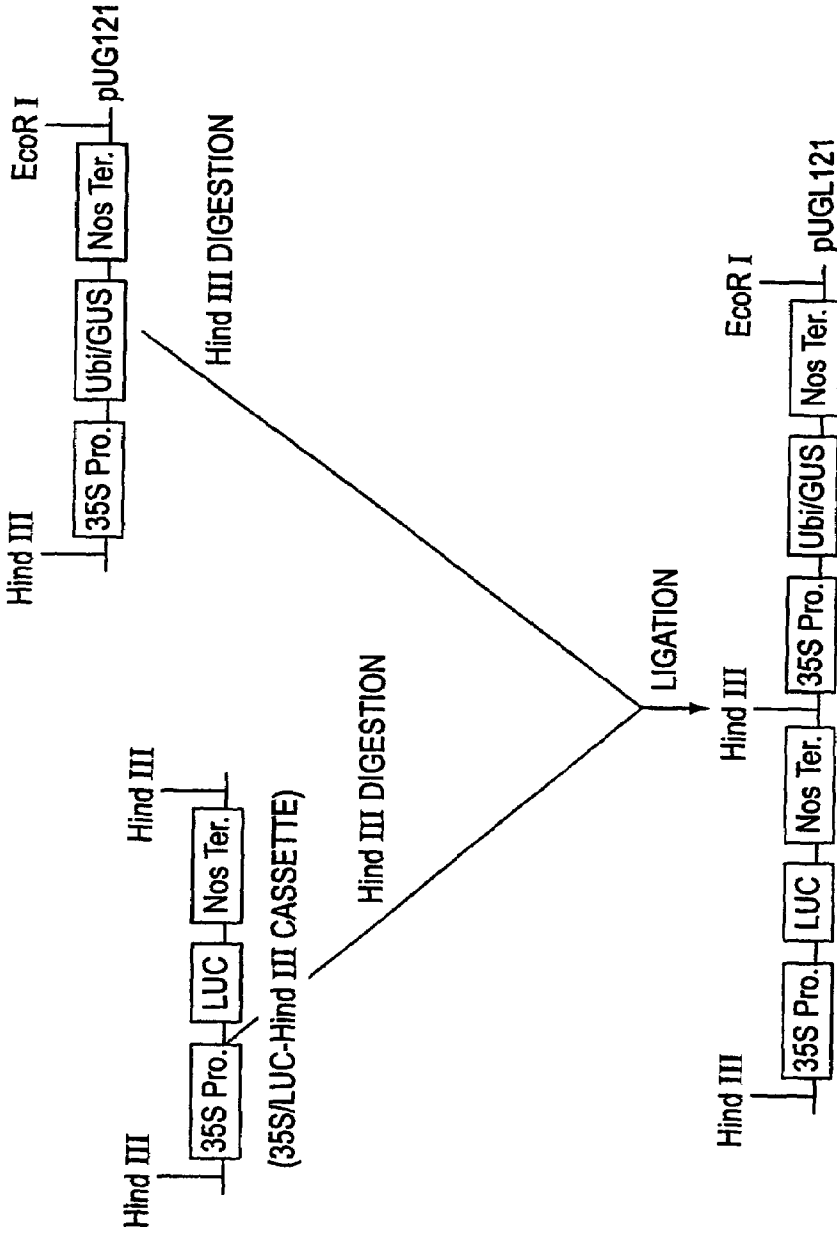 Hind III
35S Pro.
LUC
Nos Ter.
Hind III
(35S/LUC-Hind III CASSETTE)
Hind III DIGESTION
Hind III
35S Pro.
Ubi/GUS
Nos Ter.
EcoR I
pUG121
Hind III DIGESTION
LIGATION
Hind III
35S Pro.
LUC
Nos Ter.
Hind III
35S Pro.
Ubi/GUS
Nos Ter.
EcoR I
pUGL121